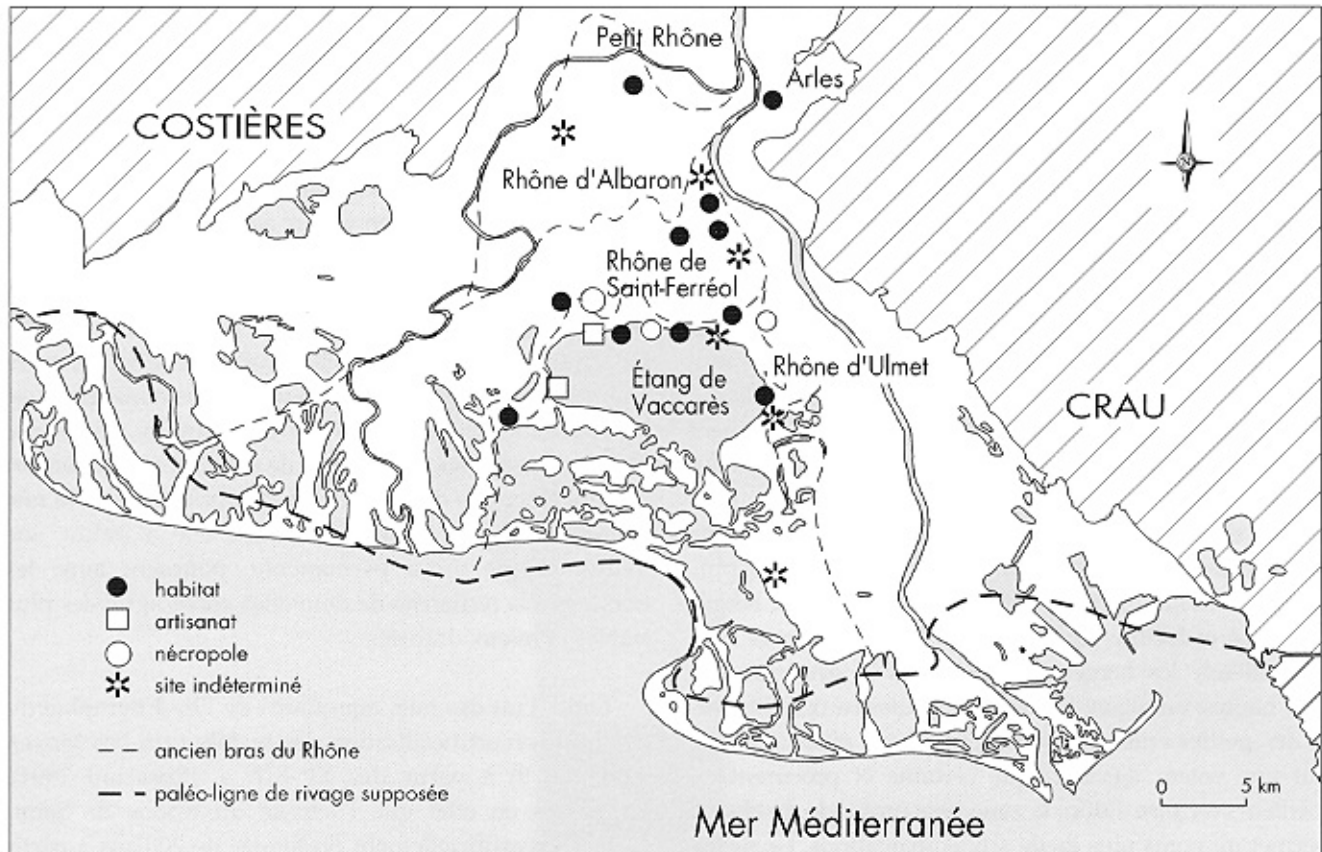 Petit Rhône
Arles
COSTIÈRES
N
Rhône d'Albaron
Rhône de
Saint-Ferréol
Étang de
Vaccarès
Rhône d'Ulmet
CRAU
habitat
artisanat
nécropole
site indéterminé
ancien bras du Rhône
paléo-ligne de rivage supposée
0 5 km
Mer Méditerranée